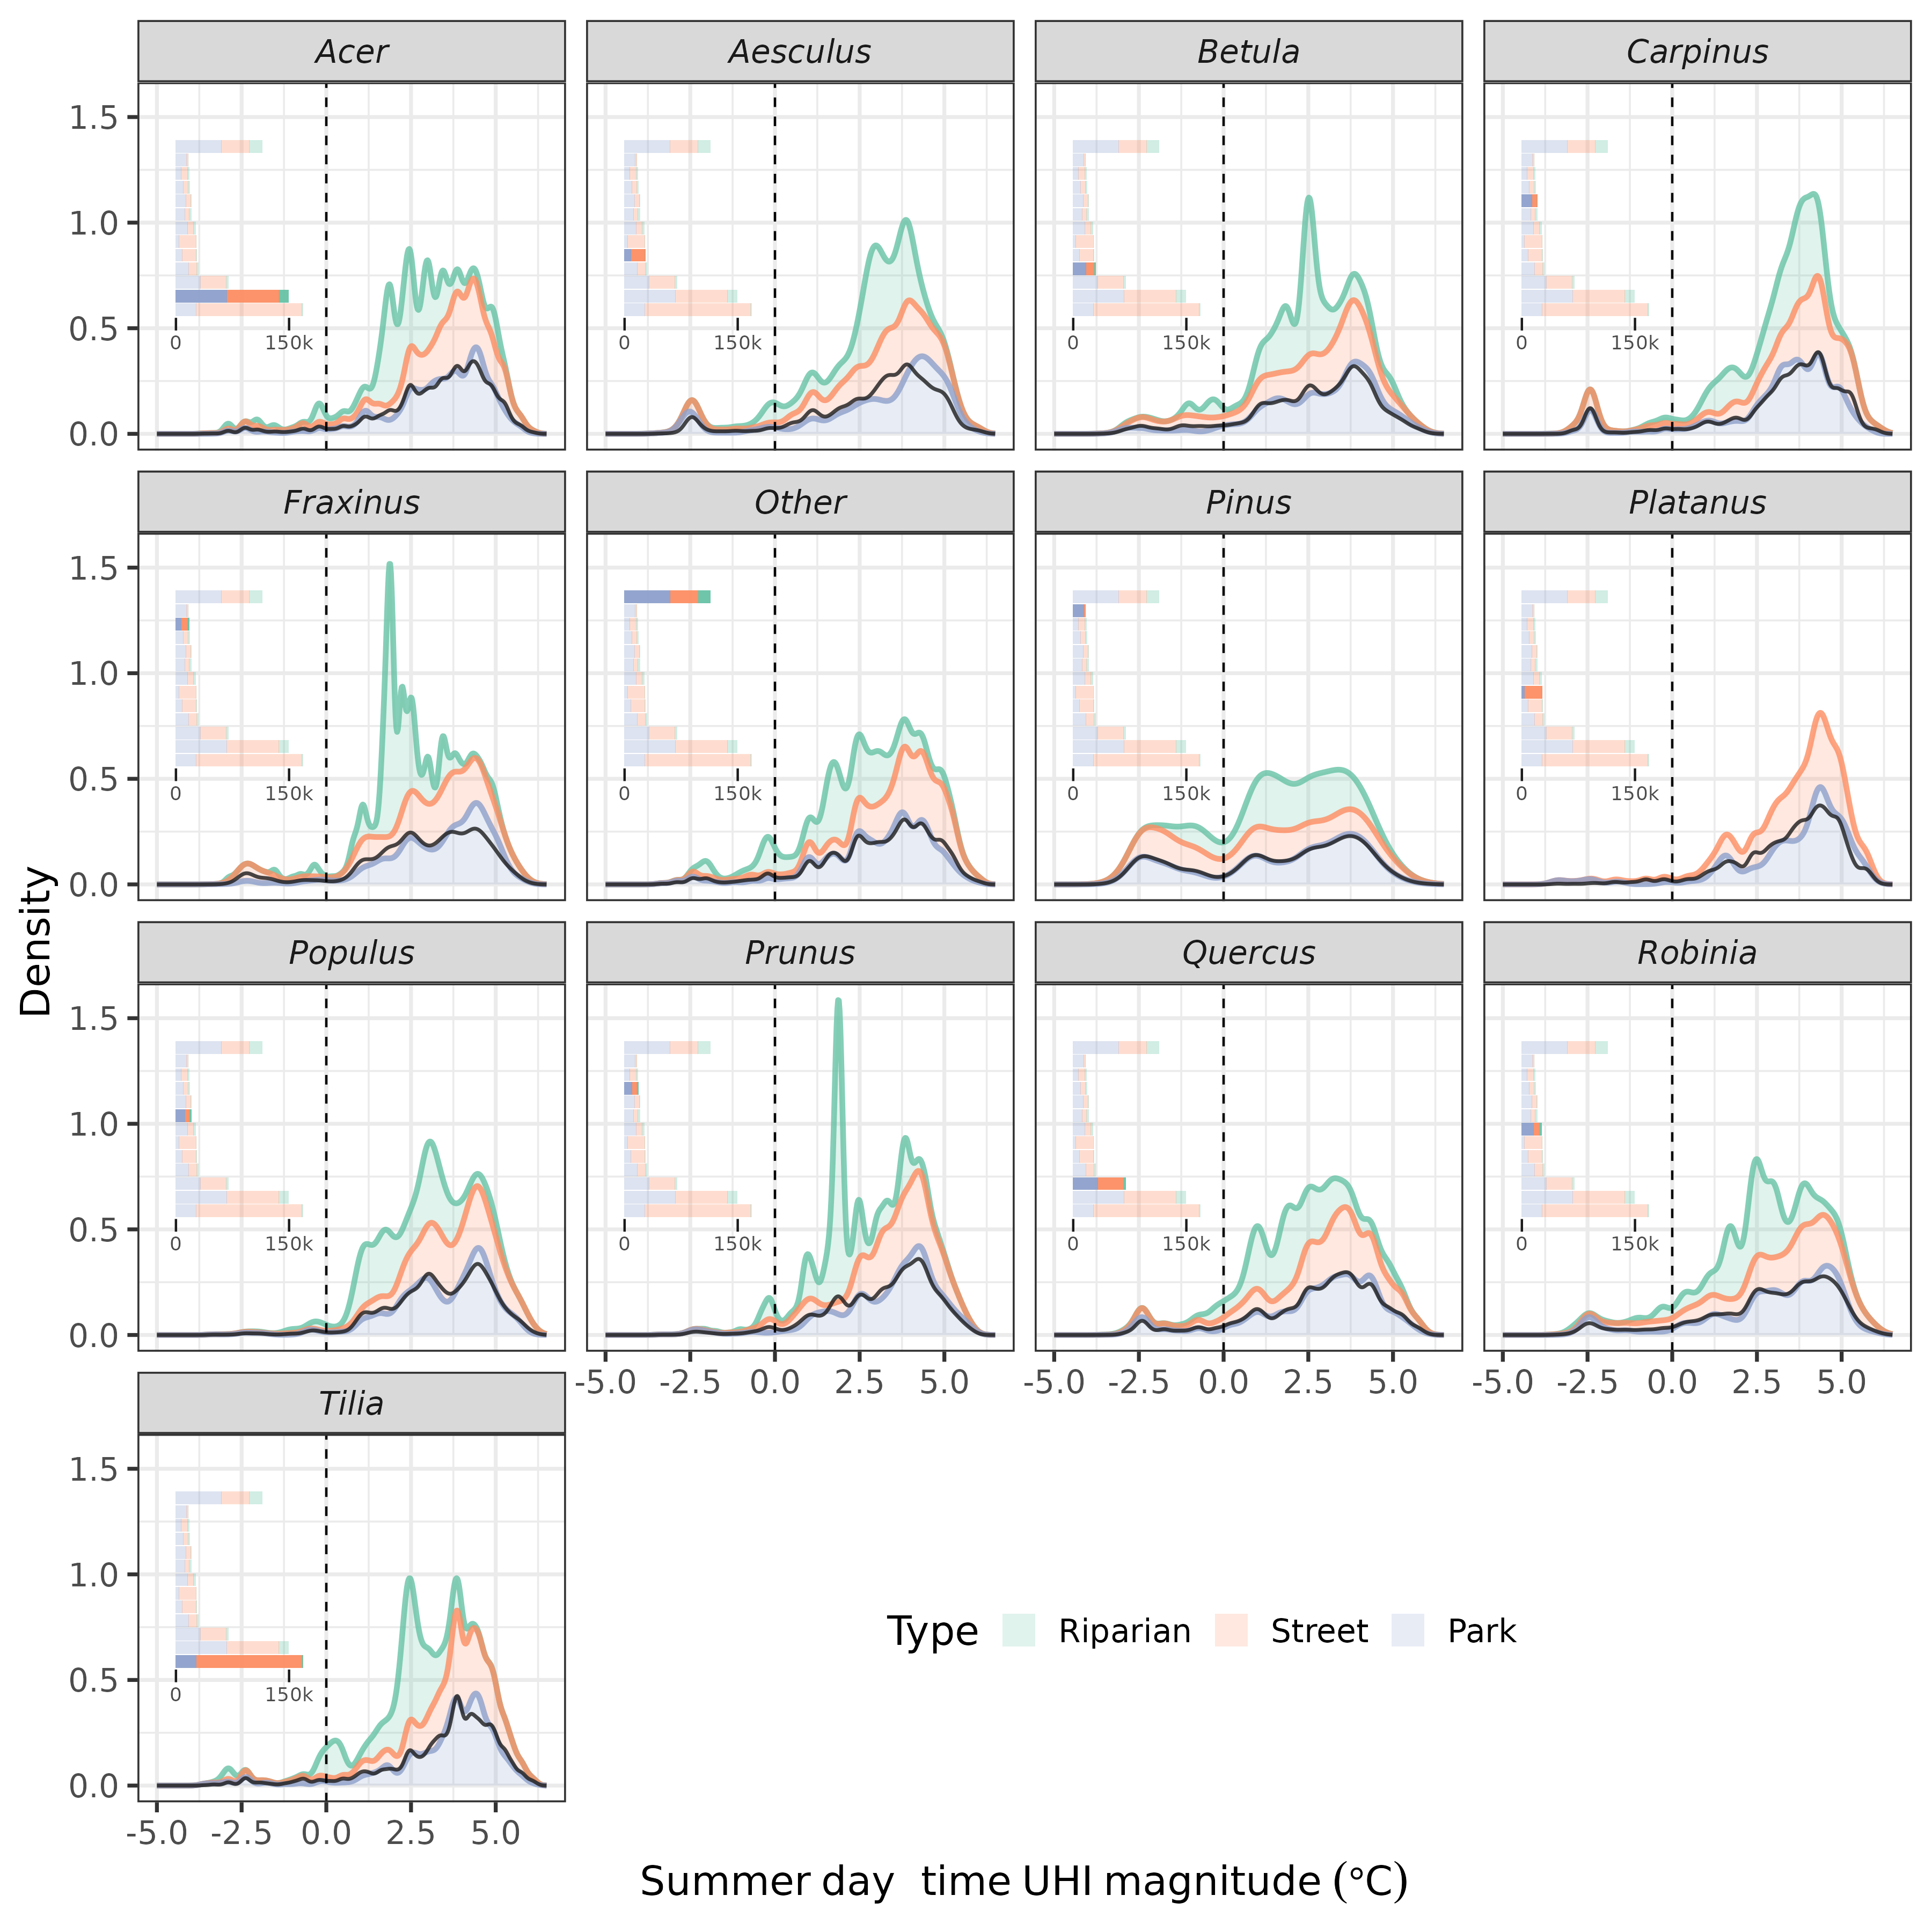 Acer Aesculus Betula Carpinus
1.5
1.0
0.5
0.0
0 150k 0 150k 0 150k 0 150k
Fraxinus Other Pinus Platanus
1.5
1.0
0.5
0.0
0 150k 0 150k 0 150k 0 150k
Density
Populus Prunus Quercus Robinia
1.5
1.0
0.5
0.0
0 150k 0 150k 0 150k 0 150k
-5.0 -2.5 0.0 2.5 5.0 -5.0 -2.5 0.0 2.5 5.0 -5.0 -2.5 0.0 2.5 5.0
Tilia
1.5
1.0
0.5
0.0
0 150k
-5.0 -2.5 0.0 2.5 5.0
Type Riparian Street Park
Summer day time UHI magnitude (°C)